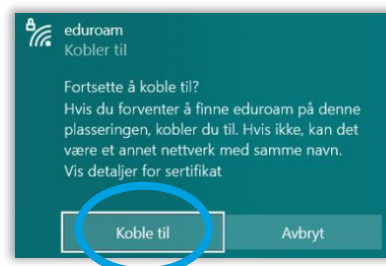 eduroam
Kobler til
Fortsette å koble til?
Hvis du forventer å finne eduroam på denne
plasseringen, kobler du til. Hvis ikke, kan det
være et annet nettverk med samme navn.
Vis detaljer for sertifikat
Koble til
Avbryt